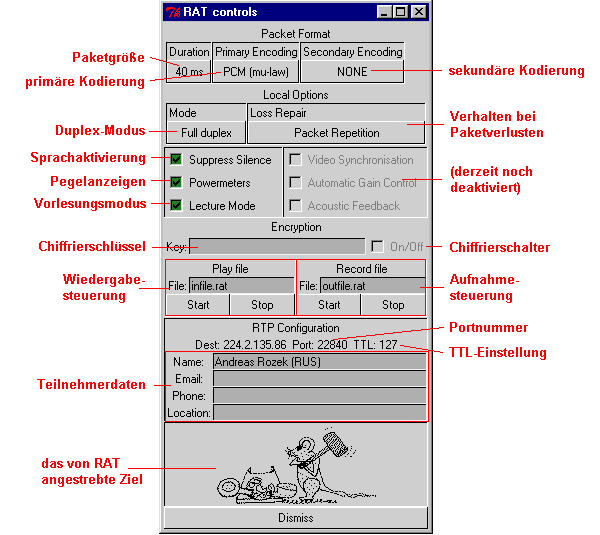 RAT controls
Packet Format
Duration Primary Encoding Secondary Encoding
Paketgröße
40 ms PCM (mu-law) NONE
primäre Kodierung
sekundäre Kodierung
Local Options
Mode Loss Repair
Duplex-Modus
Full duplex Packet Repetition
Verhalten bei
Paketverlusten
Sprachaktivierung
Suppress Silence Video Synchronisation
Pegelanzeigen
Powermeters Automatic Gain Control
(derzeit noch
deaktiviert)
Vorlesungsmodus
Lecture Mode Acoustic Feedback
Encryption
Chiffrierschlüssel
Key: On/Off
Chiffrierschalter
Play file Record file
Wiedergabe-
steuerung
File: infile.rat File: outfile.rat
Aufnahme-
steuerung
Start Stop Start Stop
RTP Configuration
Portnummer
Dest: 224.2.135.86 Port: 22840 TTL: 127
TTL-Einstellung
Name: Andreas Rozek (RUS)
Email:
Teilnehmerdaten
Phone:
Location:
das von RAT
angestrebte Ziel
Dismiss